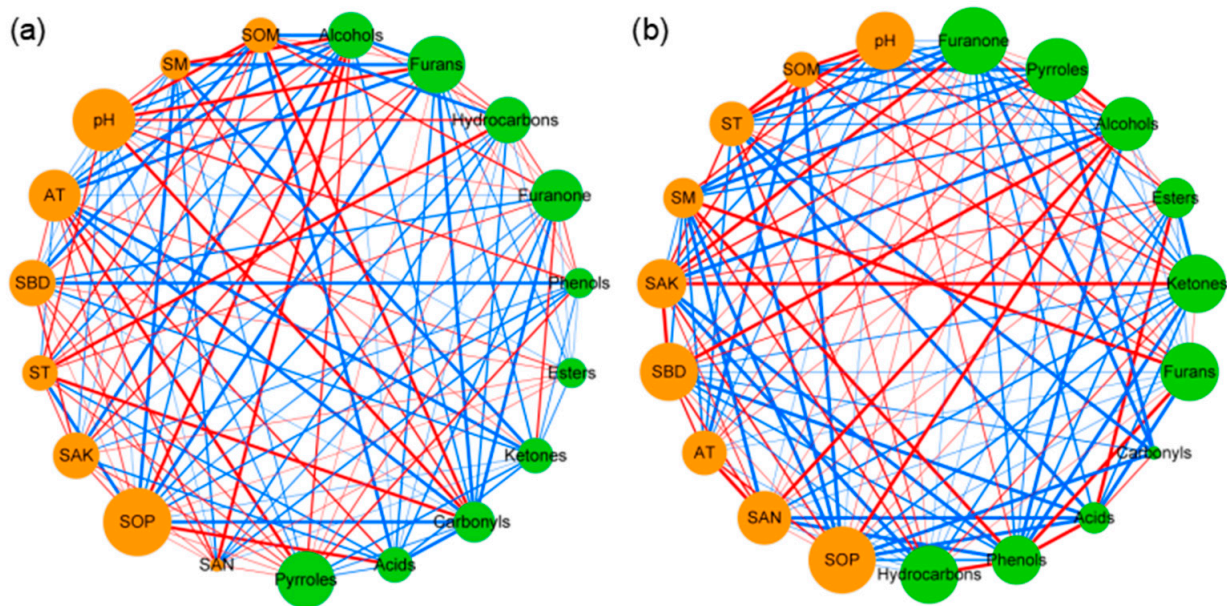 (a)
SOM
Alcohols
SM
Furans
pH
Hydrocarbons
AT
Furanone
SBD
Phenols
ST
Esters
SAK
Ketones
SOP
Carbonyls
SAN
Pyrroles
Acids
(b)
pH
Furanone
SOM
Pyrroles
ST
Alcohols
SM
Esters
SAK
Ketones
SBD
Furans
AT
Carbonyls
SAN
Acids
SOP
Hydrocarbons
Phenols